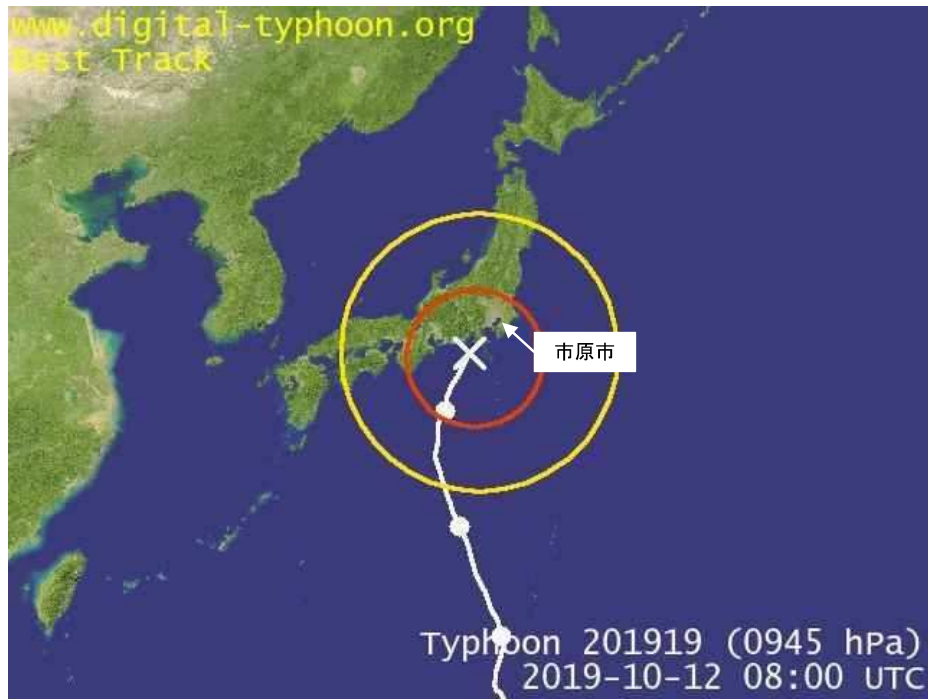 www.digital-typhoon.org
Best Track
市原市
Typhoon 201919 (0945 hPa)
2019-10-12 08:00 UTC